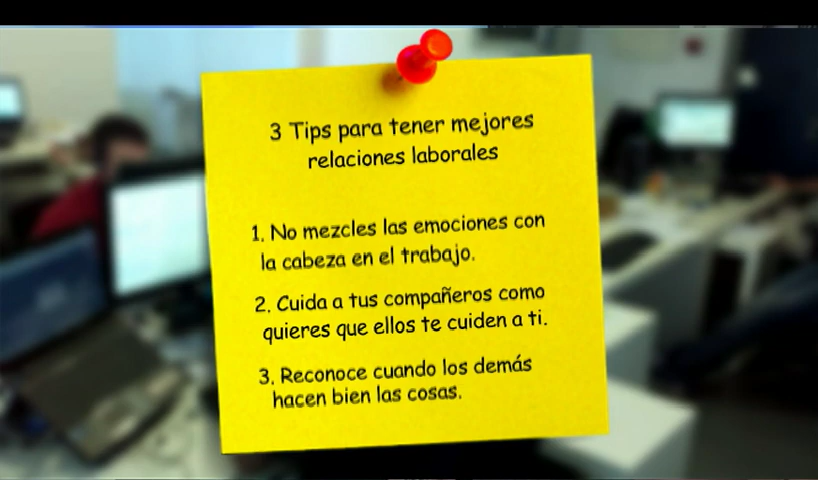 3 Tips para tener mejores
relaciones laborales
1. No mezcles las emociones con
la cabeza en el trabajo.
2. Cuida a tus compañeros como
quieres que ellos te cuiden a ti.
3. Reconoce cuando los demás
hacen bien las cosas.